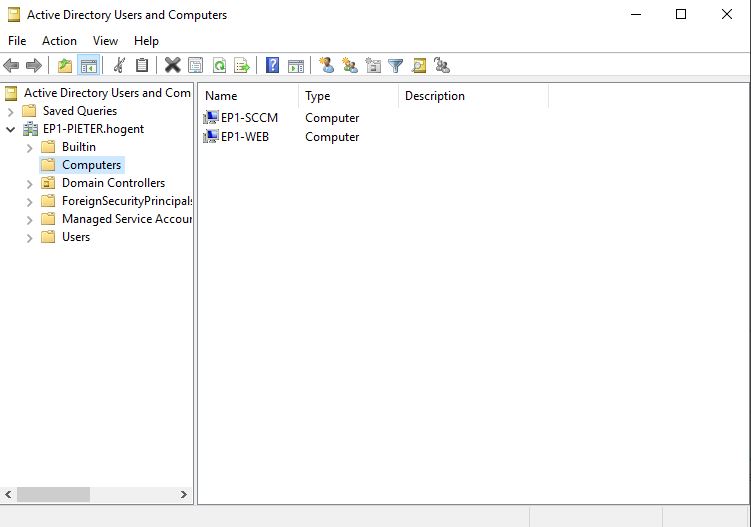 Active Directory Users and Computers
File Action View Help
Active Directory Users and Com
Saved Queries
EP1-PIETER.hogent
Builtin
Computers
Domain Controllers
ForeignSecurityPrincipals
Managed Service Accour
Users
Name Type Description
EP1-SCCM Computer
EP1-WEB Computer